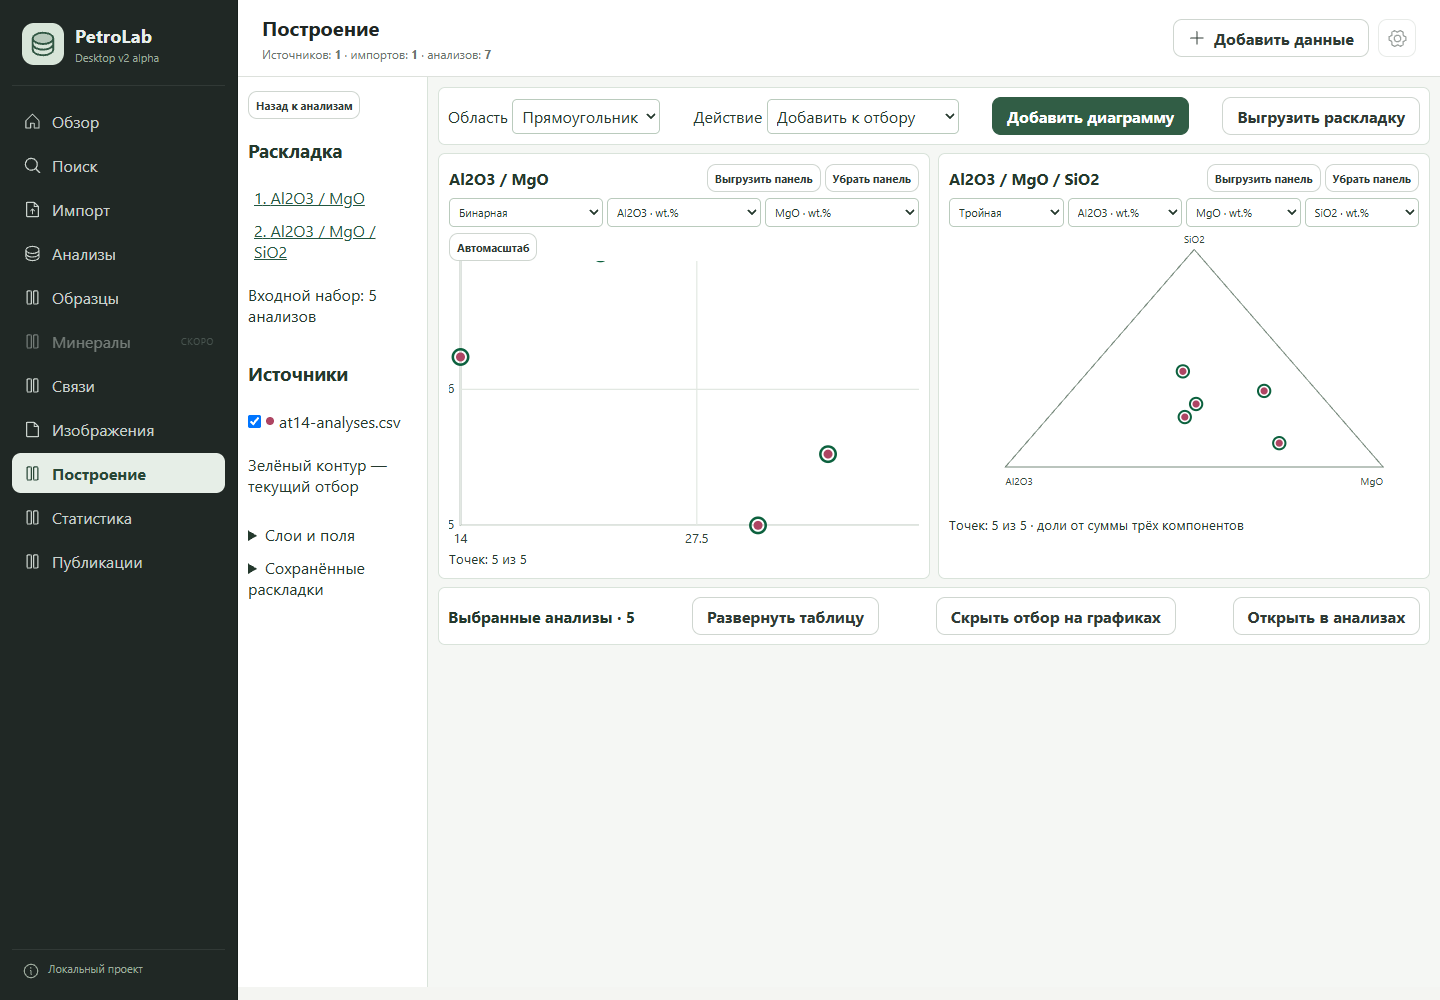 PetroLab
Desktop v2 alpha
Обзор
Поиск
Импорт
Анализы
Образцы
Минералы СКОРО
Связи
Изображения
Построение
Статистика
Публикации
Локальный проект
Построение
Источников: 1 · импортов: 1 · анализов: 7
Добавить данные
Назад к анализам
Раскладка
1. Al2O3 / MgO
2. Al2O3 / MgO /
SiO2
Входной набор: 5
анализов
Источники
at14-analyses.csv
Зелёный контур —
текущий отбор
Слои и поля
Сохранённые
раскладки
Область Прямоугольник Действие Добавить к отбору Добавить диаграмму Выгрузить раскладку
Al2O3 / MgO Выгрузить панель Убрать панель
Бинарная Al2O3 · wt.% MgO · wt.%
Автомасштаб
6
5
14 27.5
Точек: 5 из 5
Al2O3 / MgO / SiO2 Выгрузить панель Убрать панель
Тройная Al2O3 · wt.% MgO · wt.% SiO2 · wt.%
SiO2
Al2O3 MgO
Точек: 5 из 5 · доли от суммы трёх компонентов
Выбранные анализы · 5 Развернуть таблицу Скрыть отбор на графиках Открыть в анализах